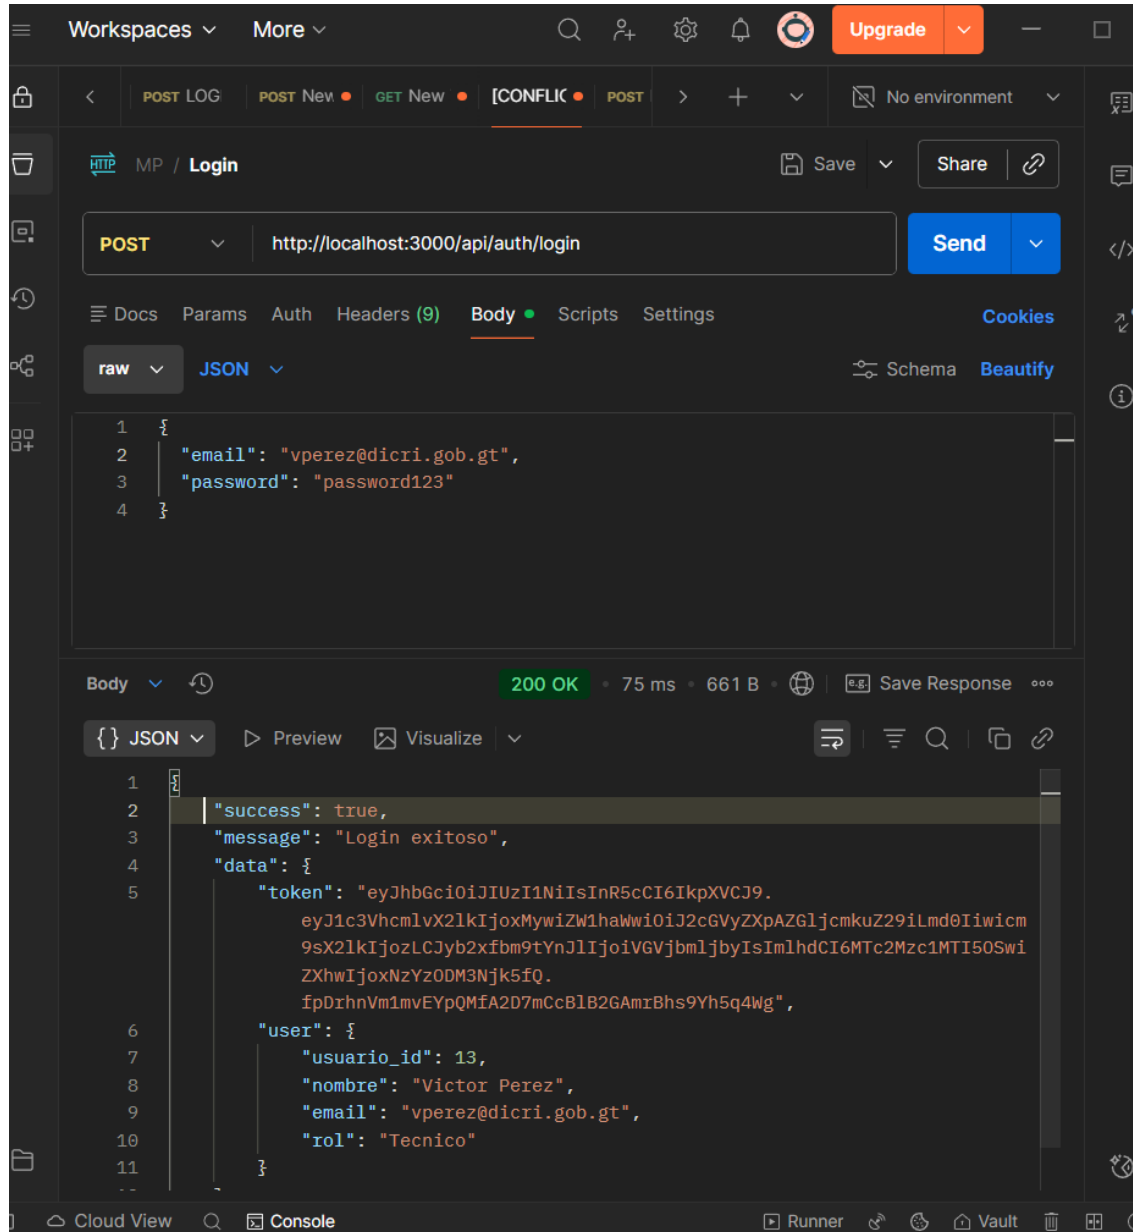 Workspaces More Upgrade
POST LOG POST New GET New [CONFLIC POST No environment
HTTP MP / Login Save Share
POST http://localhost:3000/api/auth/login Send
Docs Params Auth Headers (9) Body Scripts Settings Cookies
raw JSON Schema Beautify
1 {
2 "email": "vperez@dicri.gob.gt",
3 "password": "password123"
4 }
Body 200 OK • 75 ms • 661 B e.g. Save Response
{} JSON Preview Visualize
1 {
2 "success": true,
3 "message": "Login exitoso",
4 "data": {
5 "token": "eyJhbGciOiJIUzI1NiIsInR5cCI6IkpXVCJ9.
eyJ1c3VhcmlvX2lkIjoxMywiZW1haWwiOiJ2cGVyZXpAZGljcmkuZ29iLmd0Iiwicm
9sX2lkIjozLCJyb2xfbm9tYnJlIjoiVGVjbmljbyIsImlhdCI6MTc2Mzc1MTI5OSwi
ZXhwIjoxNzYzODM3Njk5fQ.
fpDrhnVm1mvEYpQMfA2D7mCcBlB2GAmrBhs9Yh5q4Wg",
6 "user": {
7 "usuario_id": 13,
8 "nombre": "Victor Perez",
9 "email": "vperez@dicri.gob.gt",
10 "rol": "Tecnico"
11 }
Cloud View Console Runner Vault